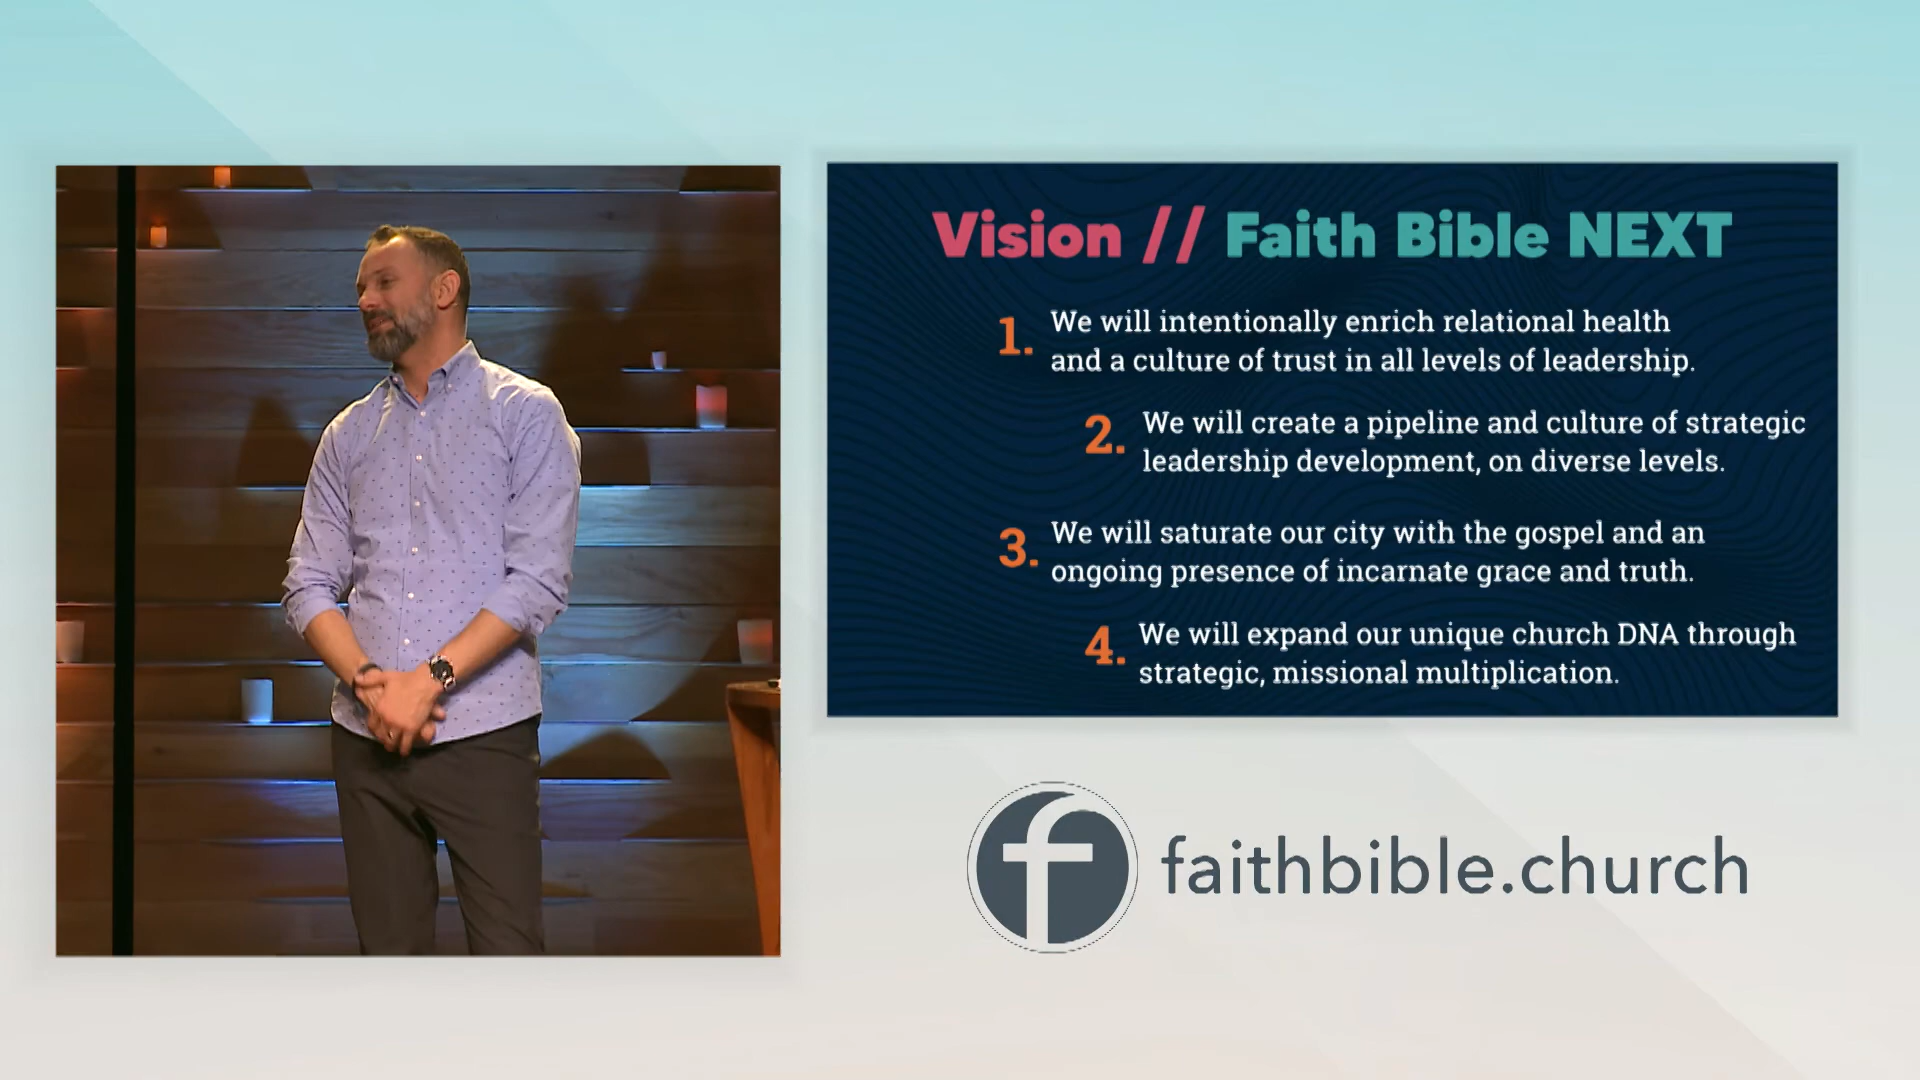 Vision // Faith Bible NEXT
1. We will intentionally enrich relational health
and a culture of trust in all levels of leadership.
2. We will create a pipeline and culture of strategic
leadership development, on diverse levels.
3. We will saturate our city with the gospel and an
ongoing presence of incarnate grace and truth.
4. We will expand our unique church DNA through
strategic, missional multiplication.
f faithbible.church